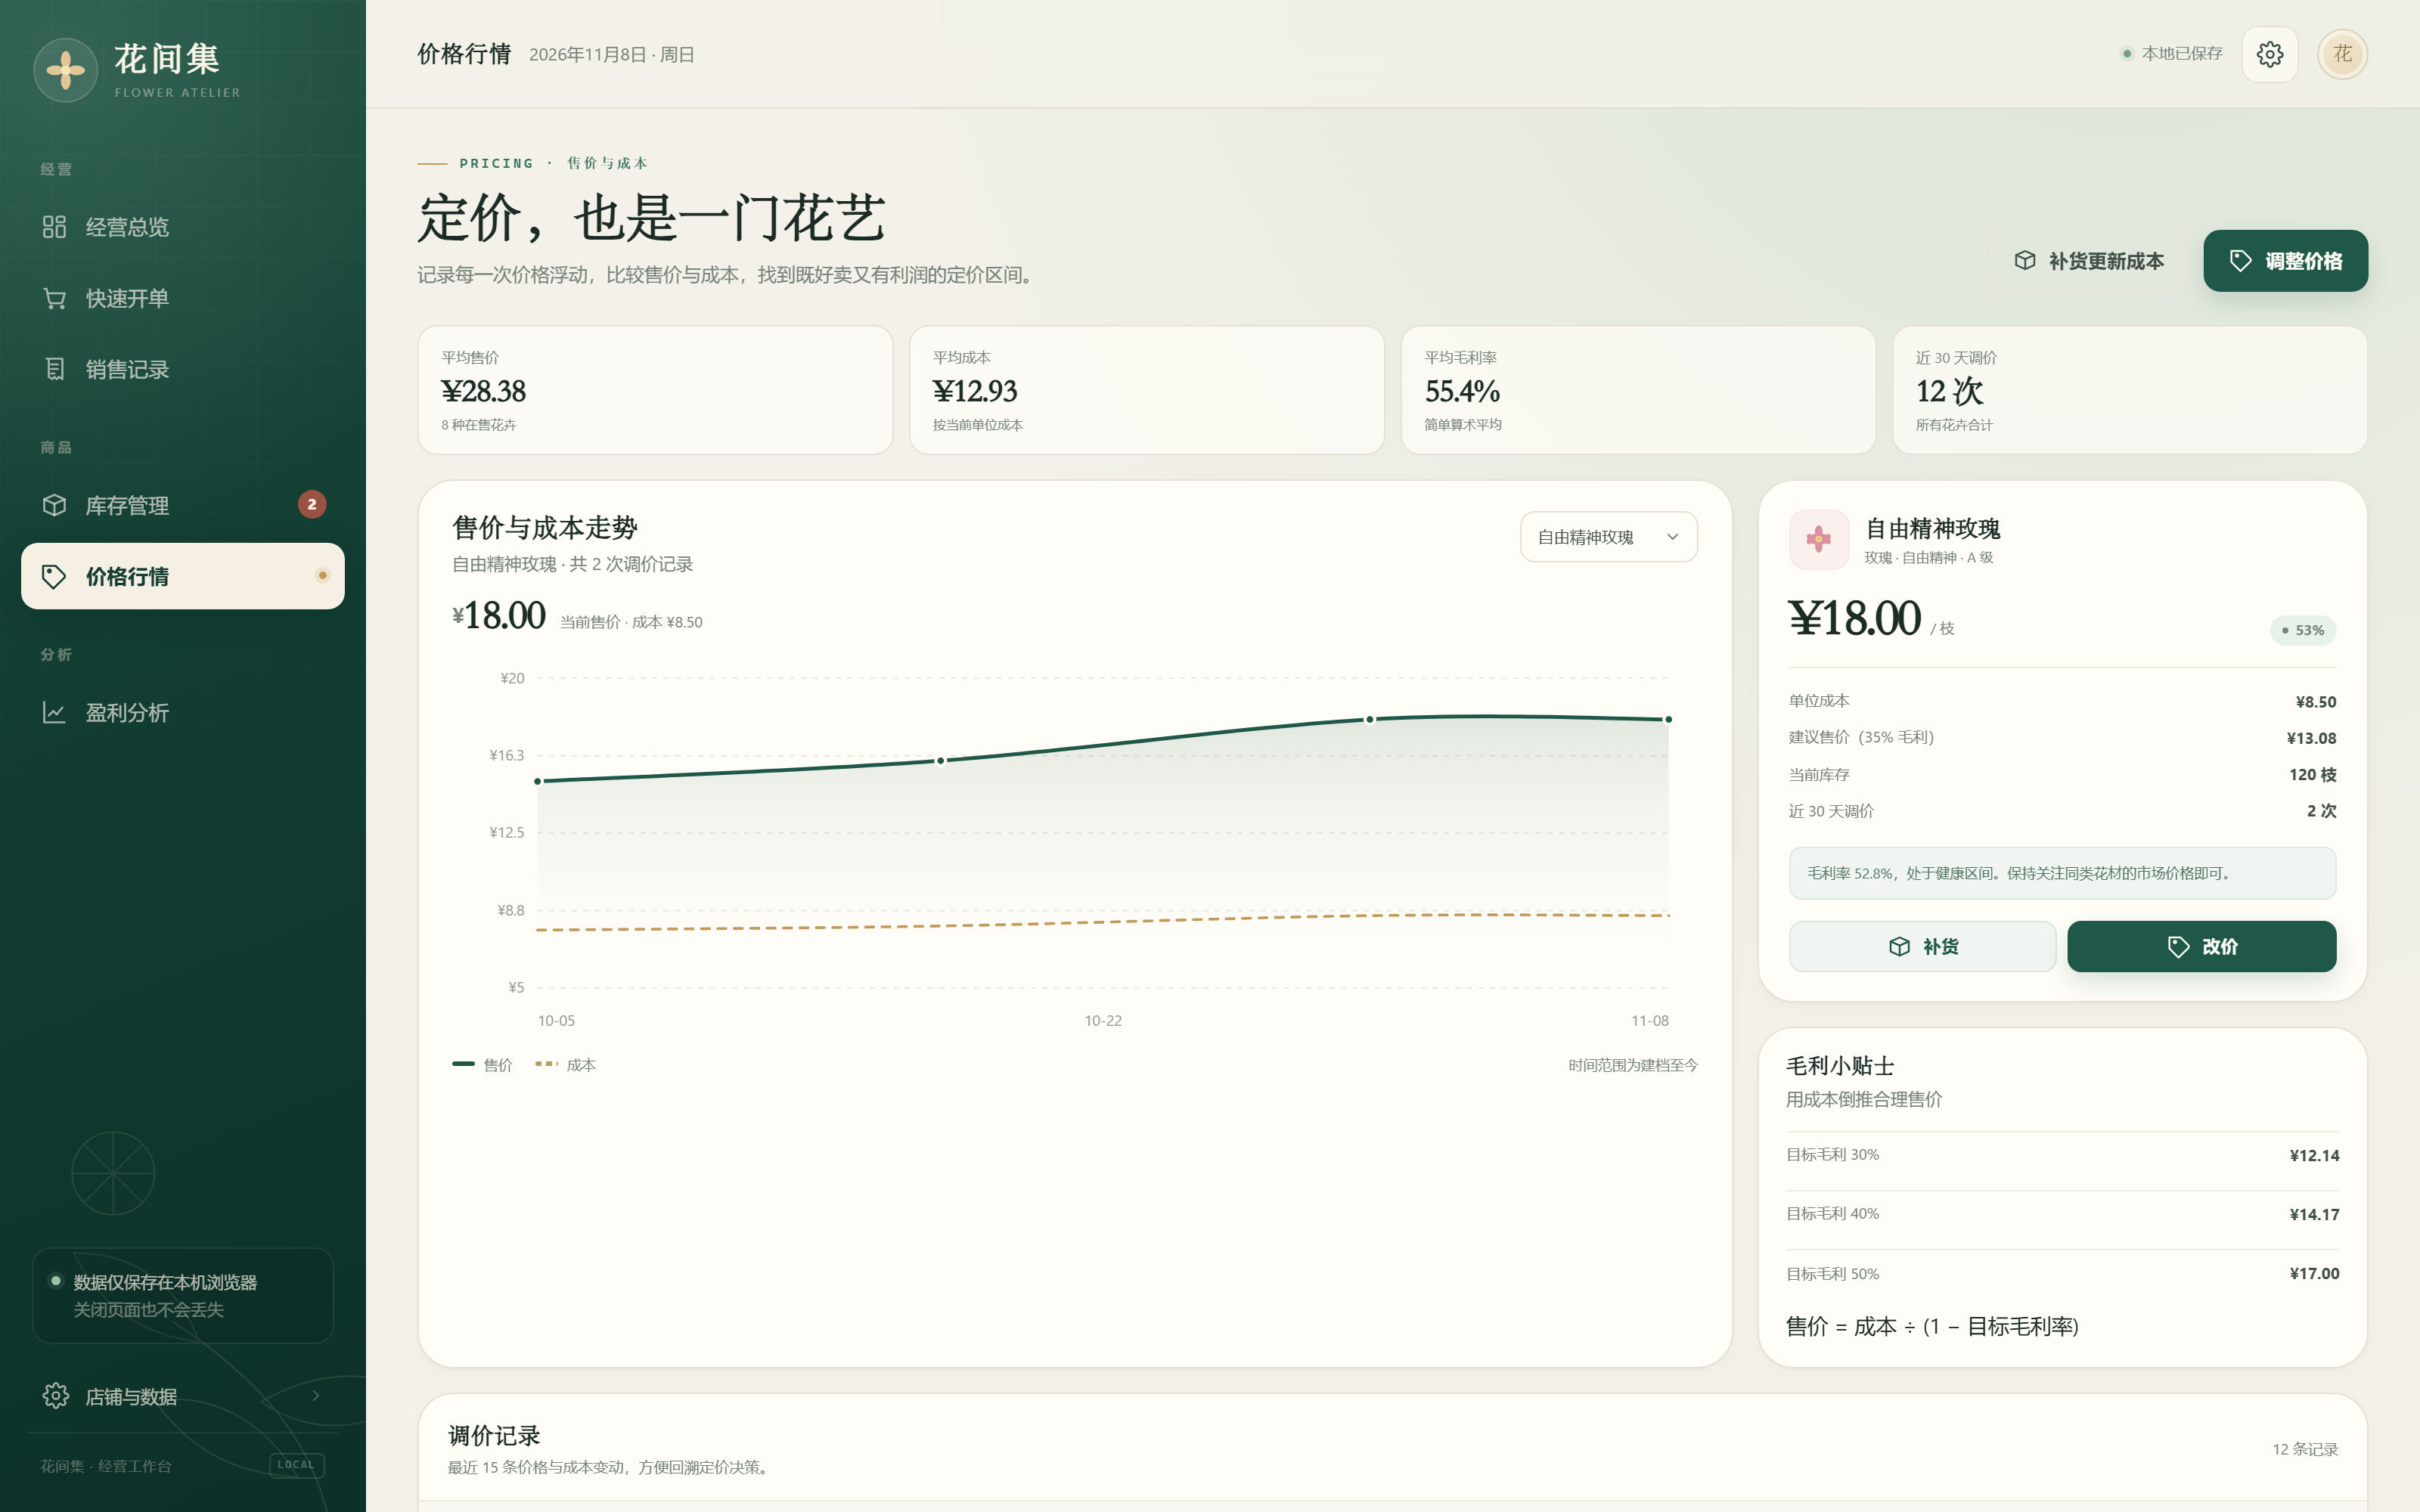 花间集
FLOWER ATELIER
经营
经营总览
快速开单
销售记录
商品
库存管理
2
价格行情
分析
盈利分析
数据仅保存在本机浏览器
关闭页面也不会丢失
店铺与数据
花间集 · 经营工作台
LOCAL
价格行情
2026年11月8日 · 周日
本地已保存
花
PRICING · 售价与成本
定价，也是一门花艺
记录每一次价格浮动，比较售价与成本，找到既好卖又有利润的定价区间。
补货更新成本
调整价格
平均售价
¥28.38
8 种在售花卉
平均成本
¥12.93
按当前单位成本
平均毛利率
55.4%
简单算术平均
近 30 天调价
12 次
所有花卉合计
售价与成本走势
自由精神玫瑰 · 共 2 次调价记录
自由精神玫瑰
¥18.00 当前售价 · 成本 ¥8.50
¥20
¥16.3
¥12.5
¥8.8
¥5
10-05
10-22
11-08
售价
成本
时间范围为建档至今
自由精神玫瑰
玫瑰 · 自由精神 · A 级
¥18.00 / 枝
53%
单位成本
¥8.50
建议售价（35% 毛利）
¥13.08
当前库存
120 枝
近 30 天调价
2 次
毛利率 52.8%，处于健康区间。保持关注同类花材的市场价格即可。
补货
改价
毛利小贴士
用成本倒推合理售价
目标毛利 30%
¥12.14
目标毛利 40%
¥14.17
目标毛利 50%
¥17.00
售价 = 成本 ÷ (1 − 目标毛利率)
调价记录
最近 15 条价格与成本变动，方便回溯定价决策。
12 条记录